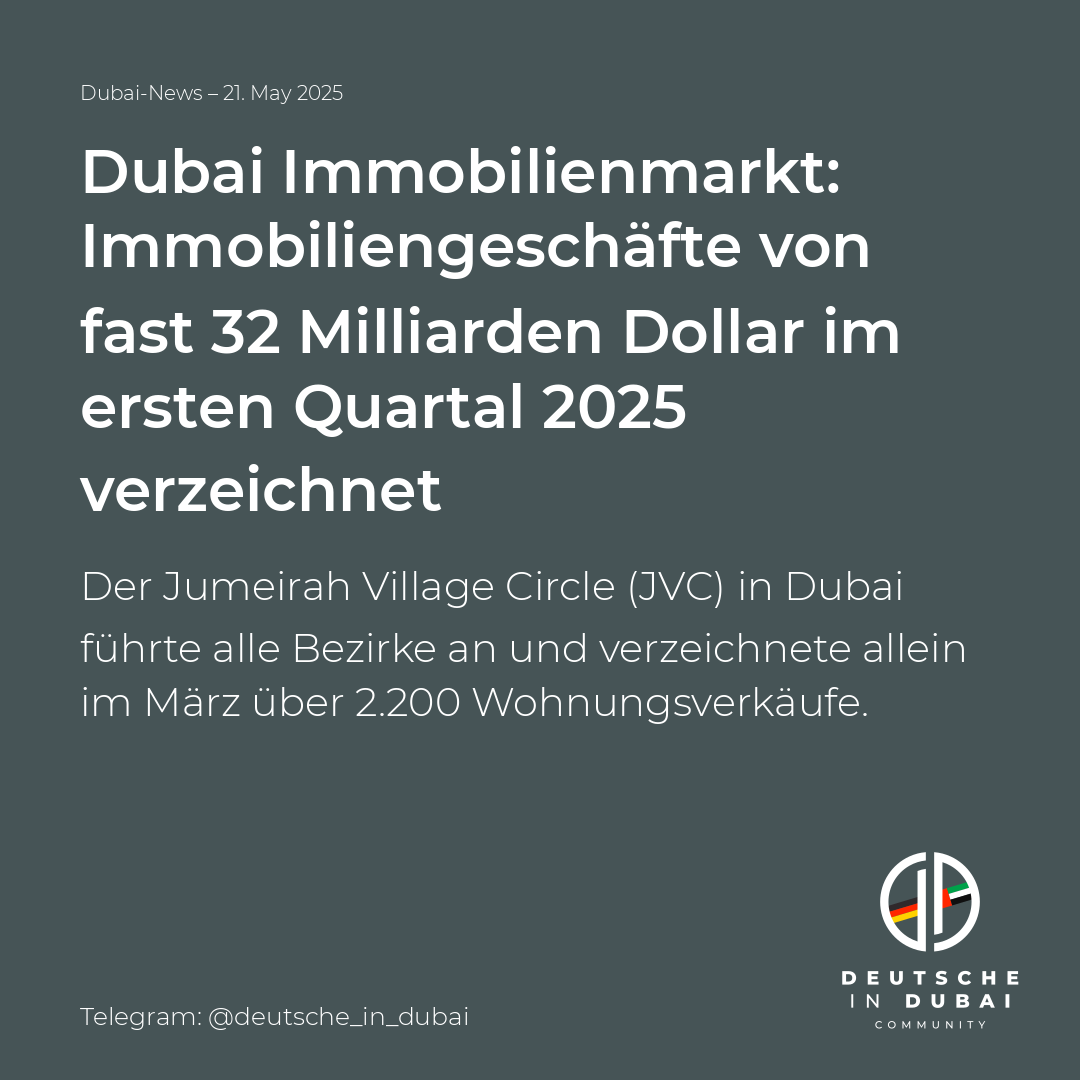 Dubai-News – 21. May 2025
Dubai Immobilienmarkt:
Immobiliengeschäfte von
fast 32 Milliarden Dollar im
ersten Quartal 2025
verzeichnet
Der Jumeirah Village Circle (JVC) in Dubai
führte alle Bezirke an und verzeichnete allein
im März über 2.200 Wohnungsverkäufe.
DEUTSCHE
IN DUBAI
COMMUNITY
Telegram: @deutsche_in_dubai